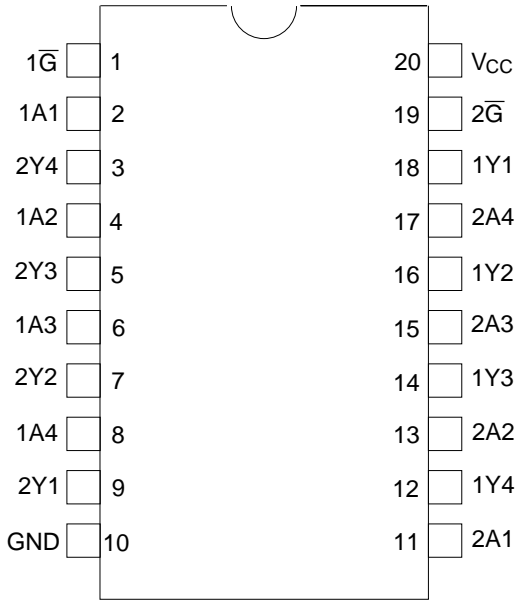 1G̅ 1 20 VCC
1A1 2 19 2G̅
2Y4 3 18 1Y1
1A2 4 17 2A4
2Y3 5 16 1Y2
1A3 6 15 2A3
2Y2 7 14 1Y3
1A4 8 13 2A2
2Y1 9 12 1Y4
GND 10 11 2A1